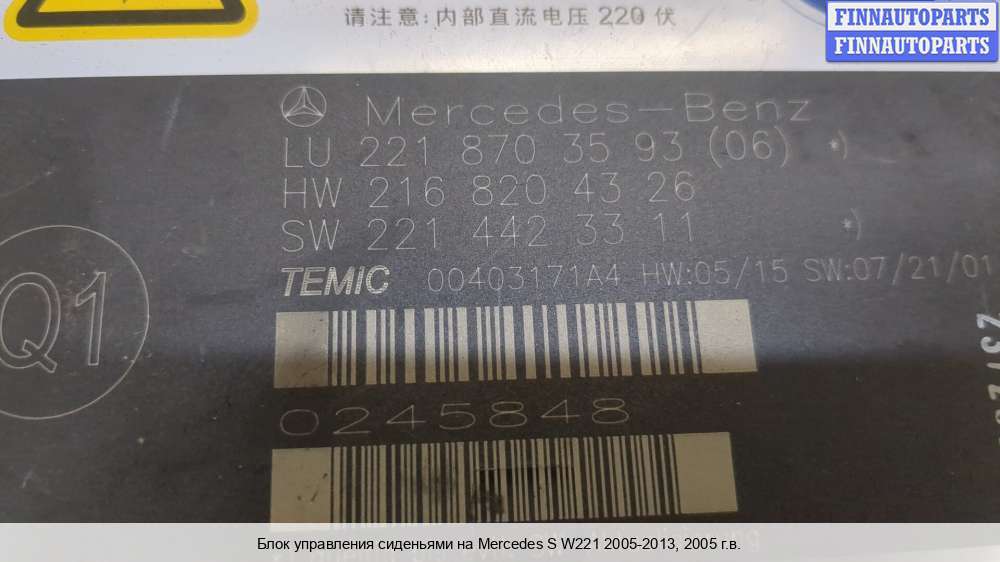 请注意:内部直流电压 220 伏
FINNAUTOPARTS
FINNAUTOPARTS
Mercedes-Benz
LU 221 870 35 93 (06) *)
HW 216 820 43 26
SW 221 442 33 11 *)
TEMIC 00403171A4 HW:05/15 SW:07/21/01
Q1
0245848
Блок управления сиденьями на Mercedes S W221 2005-2013, 2005 г.в.